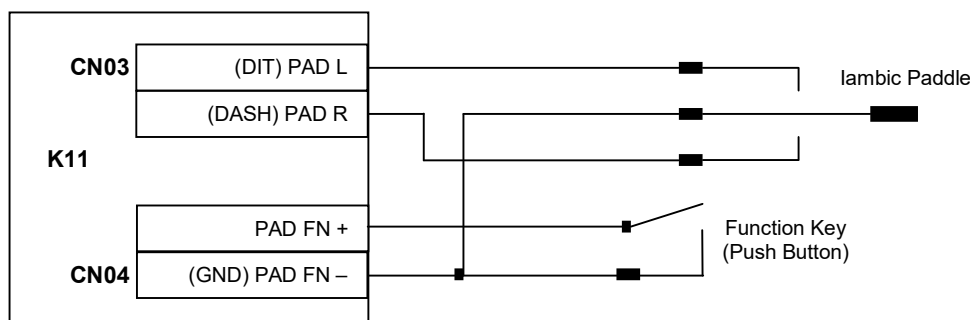 CN03
(DIT) PAD L
(DASH) PAD R
Iambic Paddle
K11
PAD FN +
Function Key
(Push Button)
CN04
(GND) PAD FN –